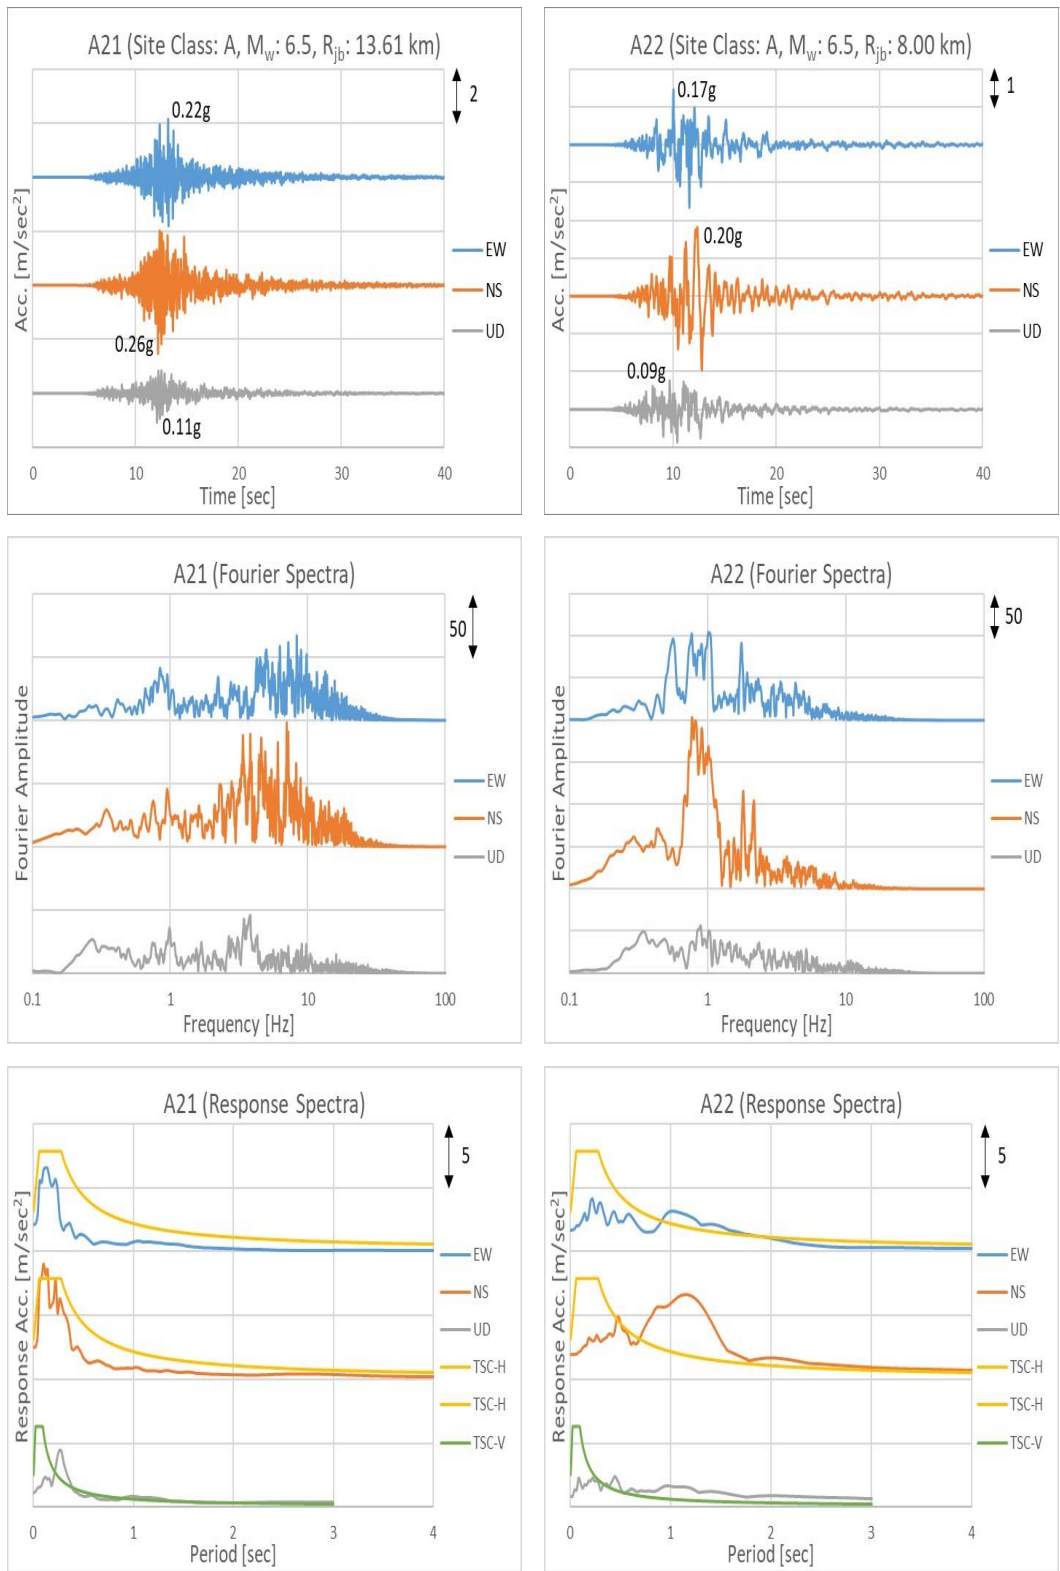 A21 (Site Class: A, Mw: 6.5, Rjb: 13.61 km)
2
0.22g
0.26g
0.11g
Acc. [m/sec²]
EW
NS
UD
0 10 20 30 40
Time [sec]
A22 (Site Class: A, Mw: 6.5, Rjb: 8.00 km)
1
0.17g
0.20g
0.09g
Acc. [m/sec²]
EW
NS
UD
0 10 20 30 40
Time [sec]
A21 (Fourier Spectra)
50
Fourier Amplitude
EW
NS
UD
0.1 1 10 100
Frequency [Hz]
A22 (Fourier Spectra)
50
Fourier Amplitude
EW
NS
UD
0.1 1 10 100
Frequency [Hz]
A21 (Response Spectra)
5
Response Acc. [m/sec²]
EW
NS
UD
TSC-H
TSC-H
TSC-V
0 1 2 3 4
Period [sec]
A22 (Response Spectra)
5
Response Acc. [m/sec²]
EW
NS
UD
TSC-H
TSC-H
TSC-V
0 1 2 3 4
Period [sec]